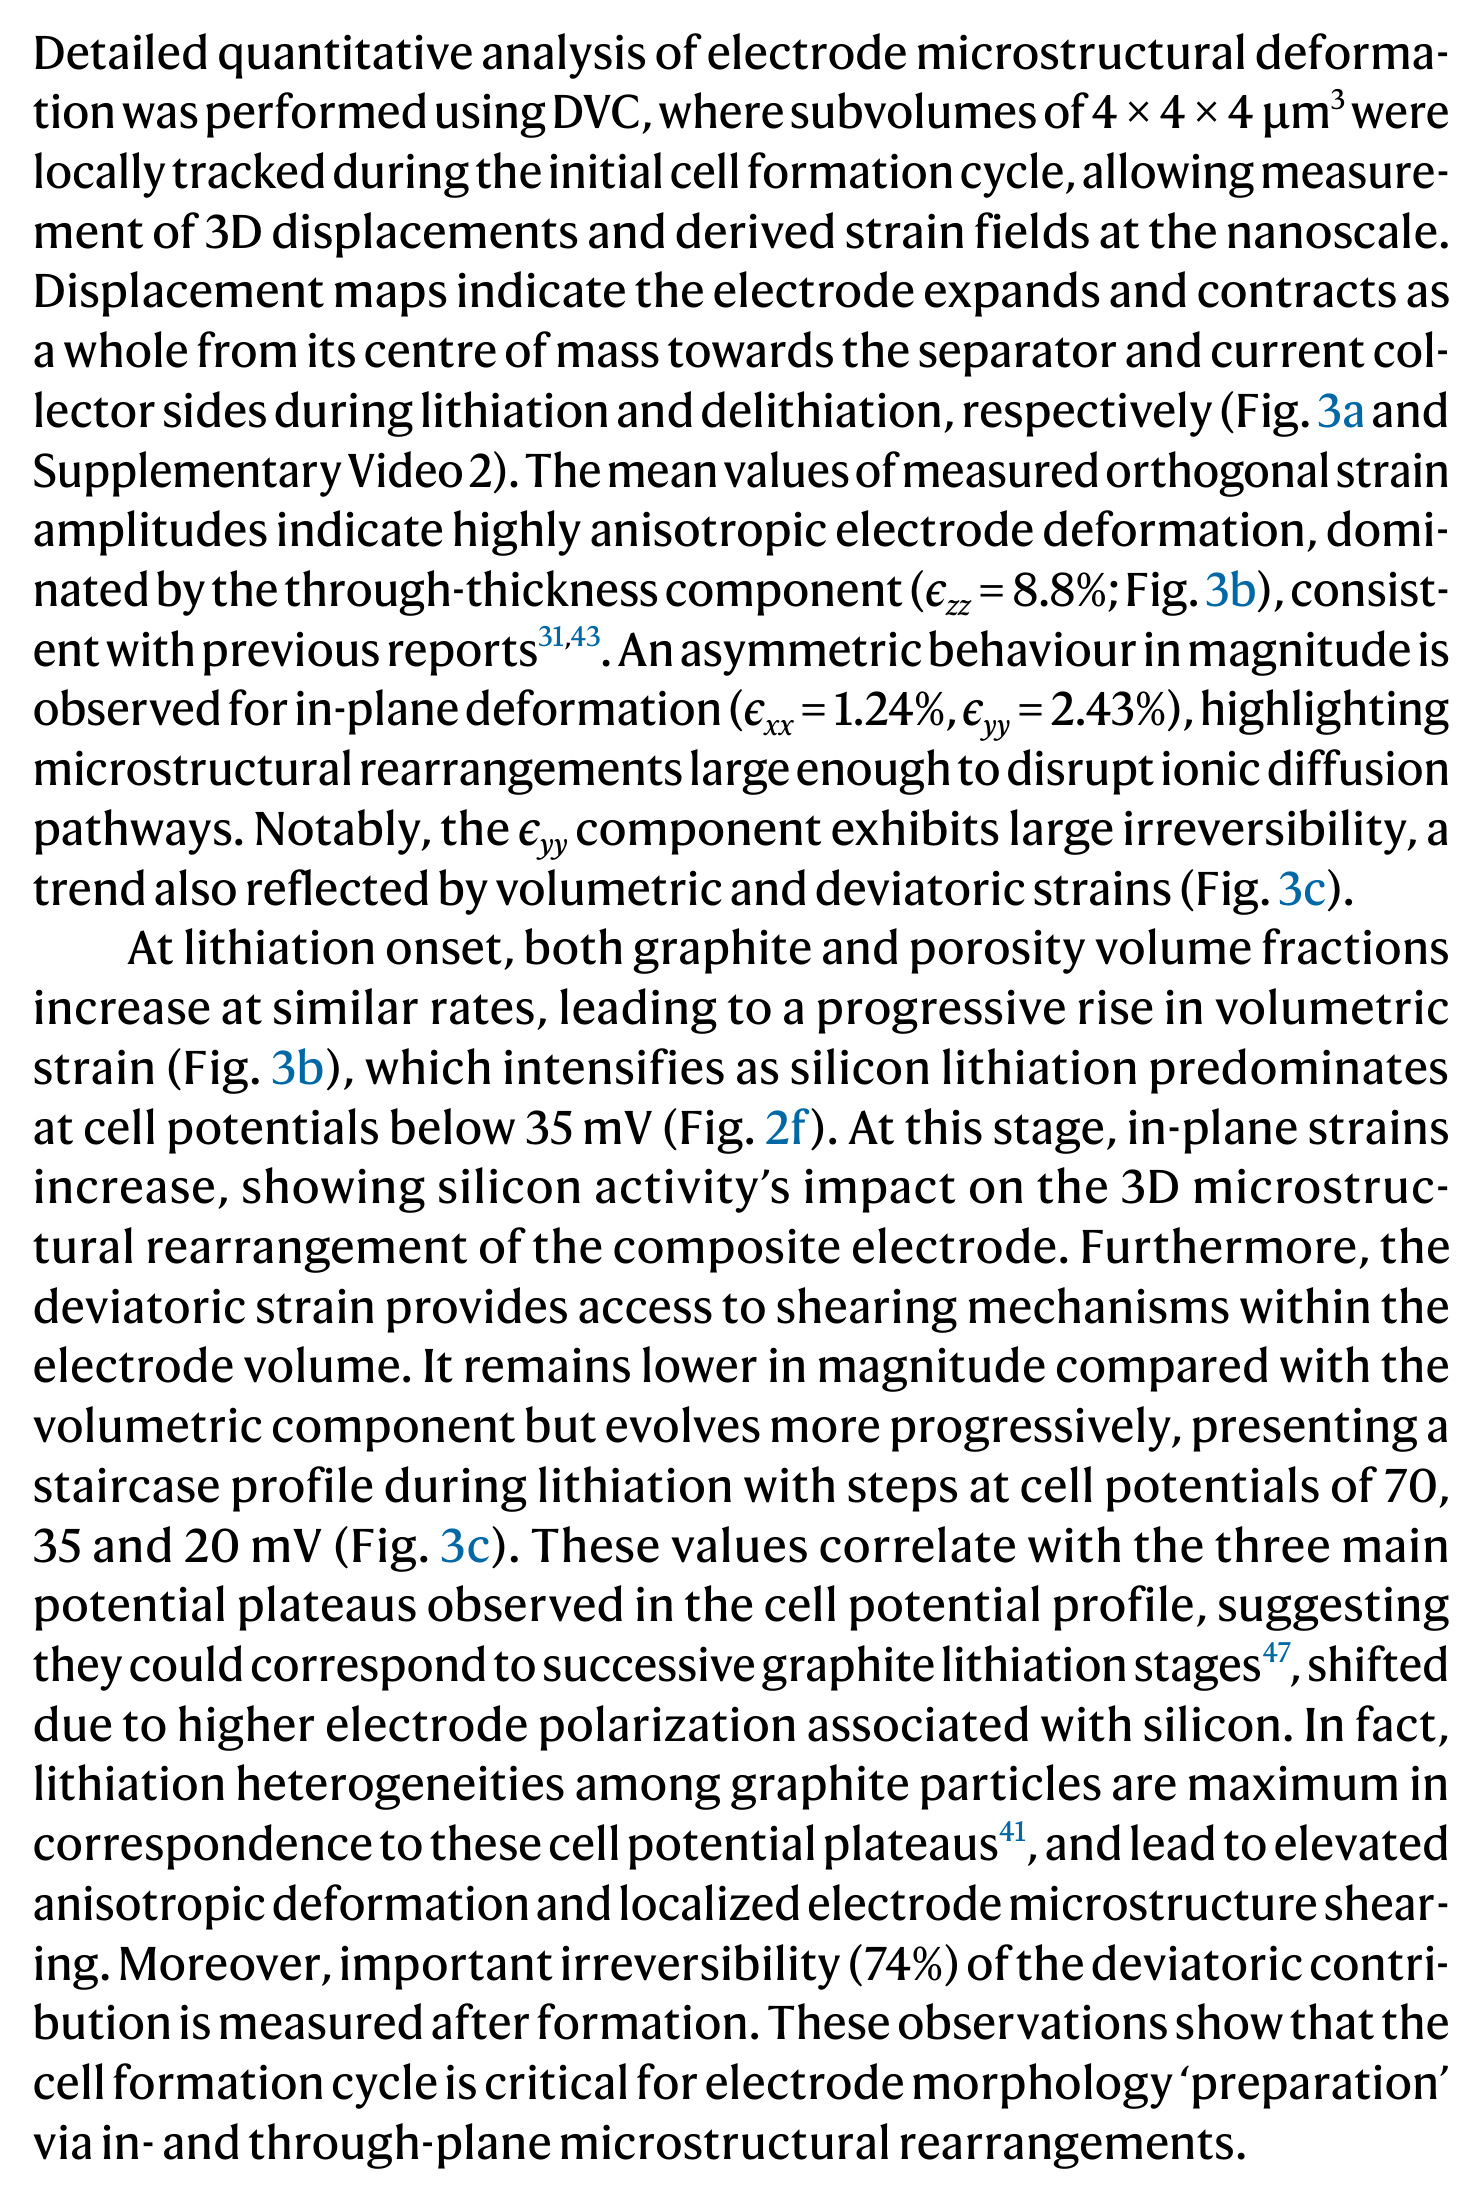 Detailed quantitative analysis of electrode microstructural deforma-
tion was performed using DVC, where subvolumes of 4 × 4 × 4 μm³ were
locally tracked during the initial cell formation cycle, allowing measure-
ment of 3D displacements and derived strain fields at the nanoscale.
Displacement maps indicate the electrode expands and contracts as
a whole from its centre of mass towards the separator and current col-
lector sides during lithiation and delithiation, respectively (Fig. 3a and
Supplementary Video 2). The mean values of measured orthogonal strain
amplitudes indicate highly anisotropic electrode deformation, domi-
nated by the through-thickness component (ϵzz = 8.8%; Fig. 3b), consist-
ent with previous reports31,43. An asymmetric behaviour in magnitude is
observed for in-plane deformation (ϵxx = 1.24%, ϵyy = 2.43%), highlighting
microstructural rearrangements large enough to disrupt ionic diffusion
pathways. Notably, the ϵyy component exhibits large irreversibility, a
trend also reflected by volumetric and deviatoric strains (Fig. 3c).
At lithiation onset, both graphite and porosity volume fractions
increase at similar rates, leading to a progressive rise in volumetric
strain (Fig. 3b), which intensifies as silicon lithiation predominates
at cell potentials below 35 mV (Fig. 2f). At this stage, in-plane strains
increase, showing silicon activity’s impact on the 3D microstruc-
tural rearrangement of the composite electrode. Furthermore, the
deviatoric strain provides access to shearing mechanisms within the
electrode volume. It remains lower in magnitude compared with the
volumetric component but evolves more progressively, presenting a
staircase profile during lithiation with steps at cell potentials of 70,
35 and 20 mV (Fig. 3c). These values correlate with the three main
potential plateaus observed in the cell potential profile, suggesting
they could correspond to successive graphite lithiation stages47, shifted
due to higher electrode polarization associated with silicon. In fact,
lithiation heterogeneities among graphite particles are maximum in
correspondence to these cell potential plateaus41, and lead to elevated
anisotropic deformation and localized electrode microstructure shear-
ing. Moreover, important irreversibility (74%) of the deviatoric contri-
bution is measured after formation. These observations show that the
cell formation cycle is critical for electrode morphology ‘preparation’
via in- and through-plane microstructural rearrangements.